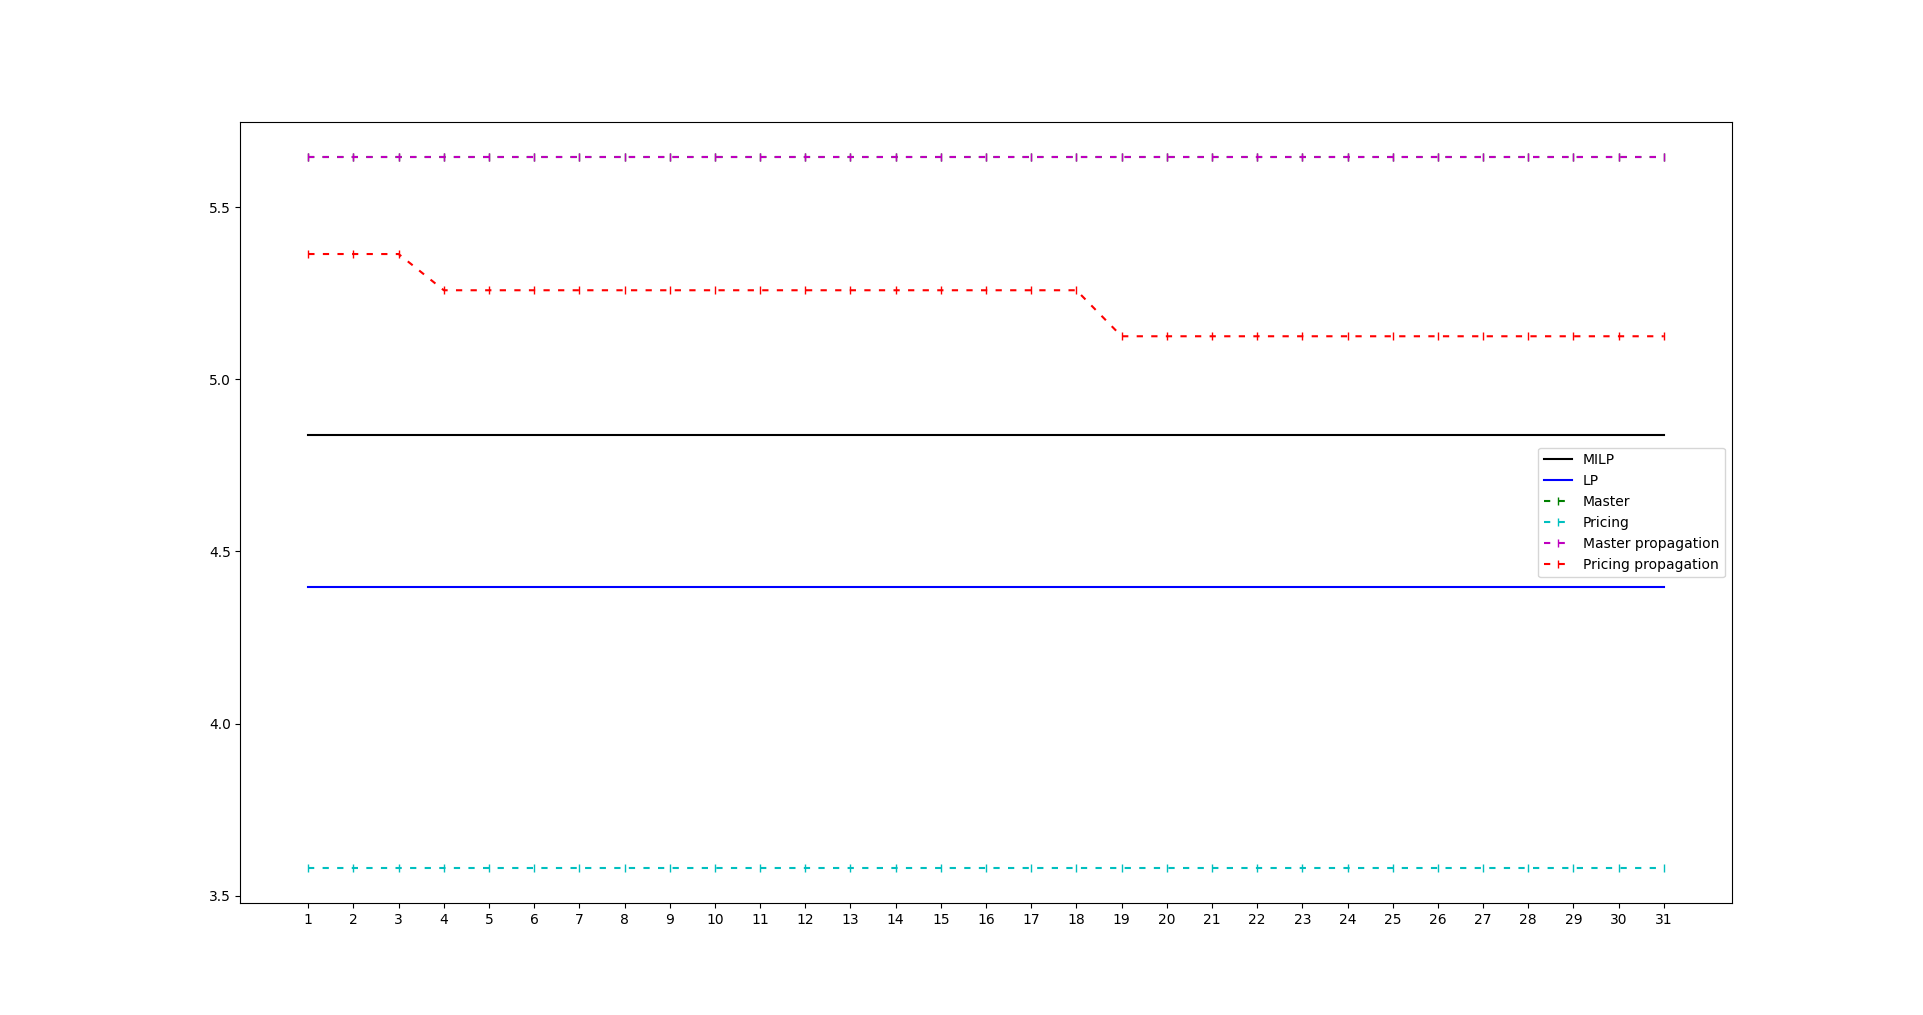 5.5
5.0
4.5
4.0
3.5
MILP
LP
Master
Pricing
Master propagation
Pricing propagation
1 2 3 4 5 6 7 8 9 10 11 12 13 14 15 16 17 18 19 20 21 22 23 24 25 26 27 28 29 30 31